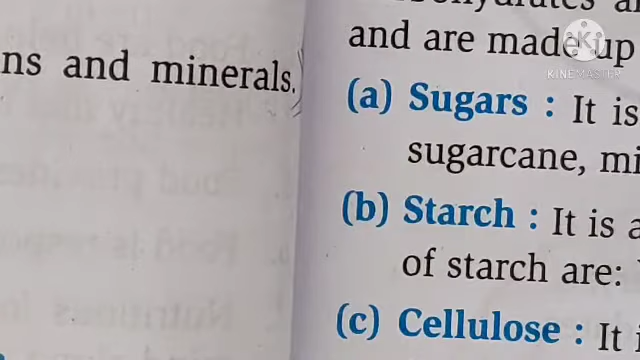 ns and minerals.
and are made up
(a) Sugars : It is
sugarcane,
(b) Starch : It is a
of starch are:
(c) Cellulose : It
KINEMASTER